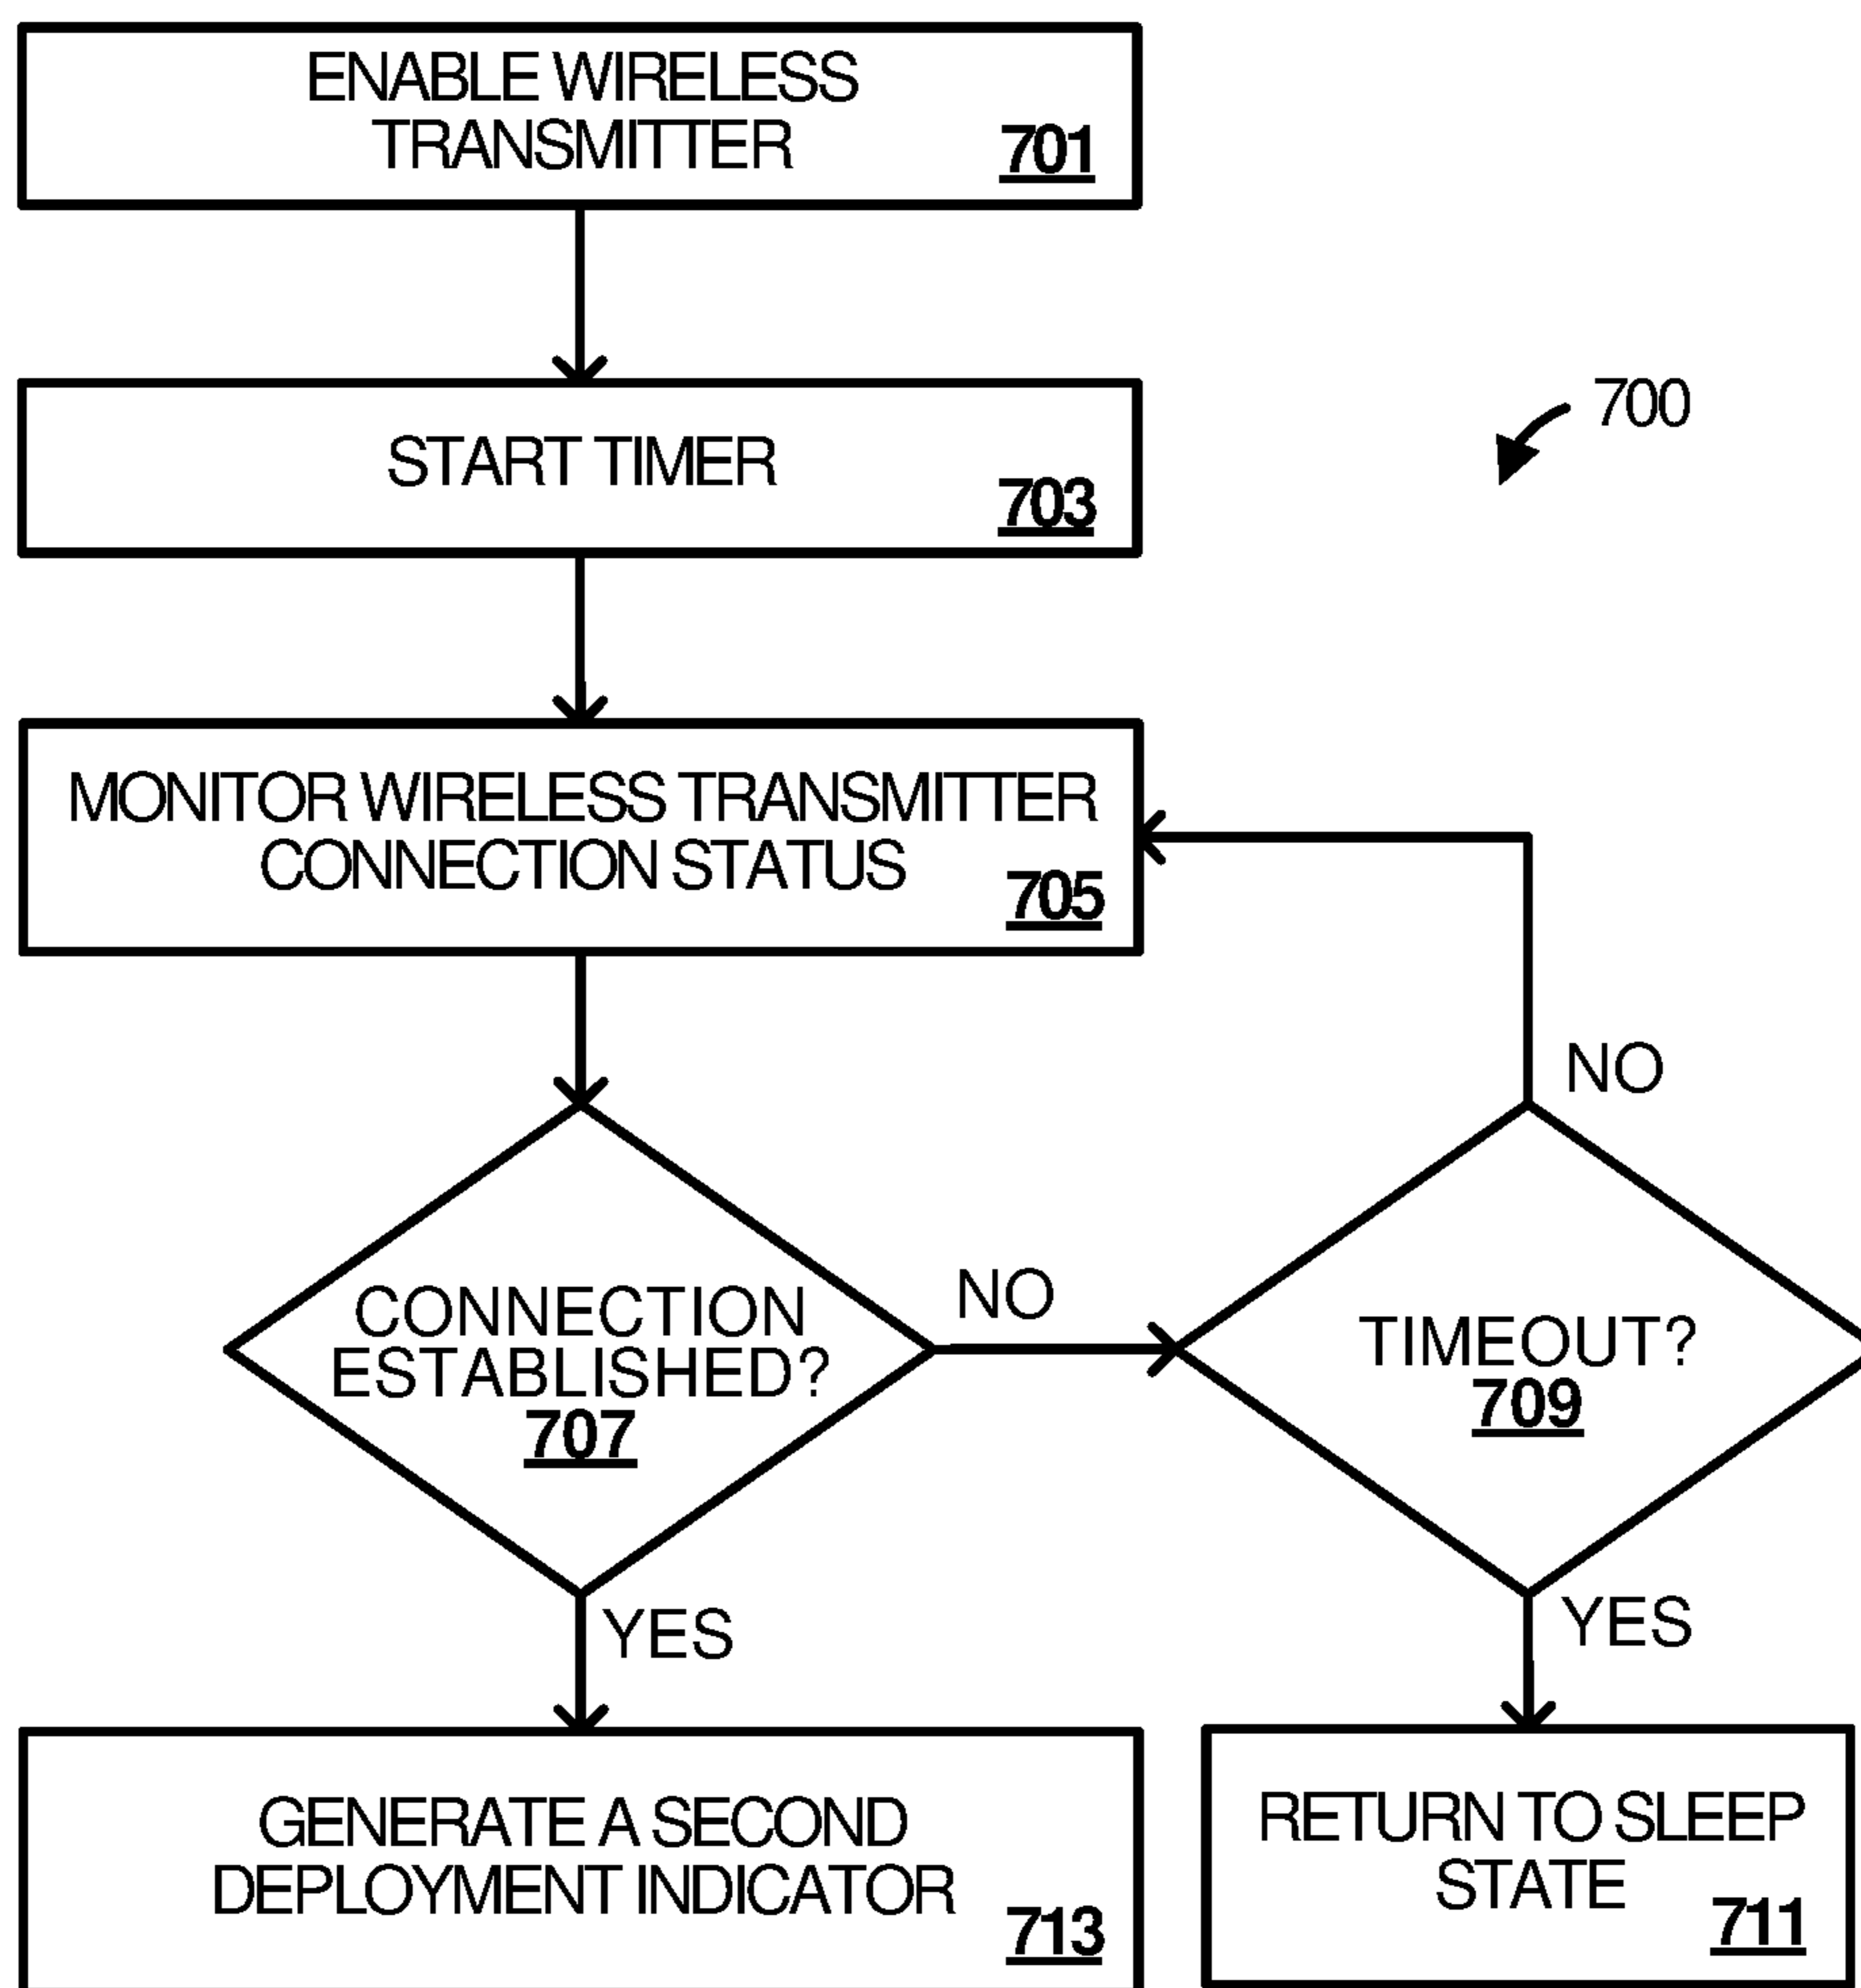 ENABLE WIRELESS
TRANSMITTER
701
START TIMER
703
700
MONITOR WIRELESS TRANSMITTER
CONNECTION STATUS
705
NO
CONNECTION
ESTABLISHED?
707
NO
TIMEOUT?
709
YES
YES
GENERATE A SECOND
DEPLOYMENT INDICATOR
713
RETURN TO SLEEP
STATE
711